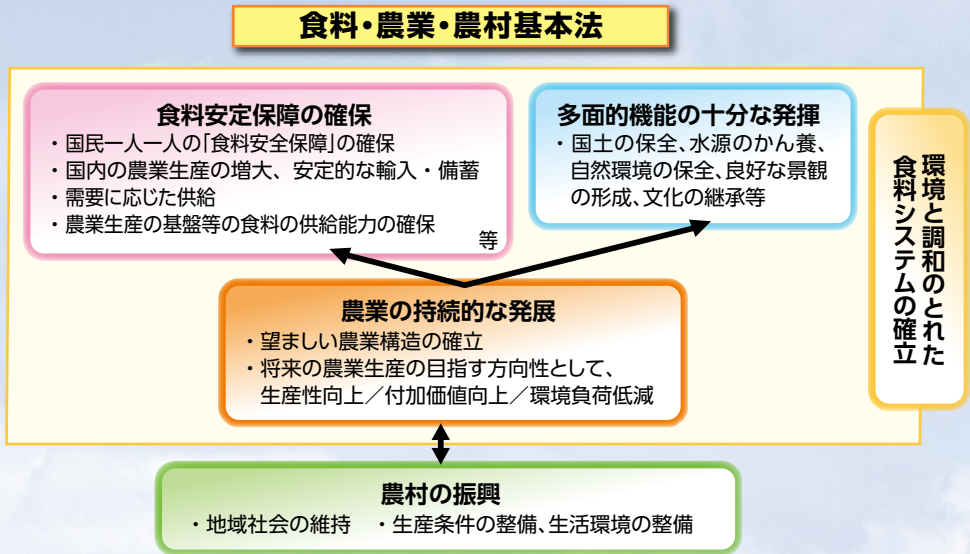 食料・農業・農村基本法
食料安定保障の確保
・国民一人一人の「食料安全保障」の確保
・国内の農業生産の増大、安定的な輸入・備蓄
・需要に応じた供給
・農業生産の基盤等の食料の供給能力の確保
等
多面的機能の十分な発揮
・国土の保全、水源のかん養、
自然環境の保全、良好な景観
の形成、文化の継承等
環境と調和のとれた
食料システムの確立
農業の持続的な発展
・望ましい農業構造の確立
・将来の農業生産の目指す方向性として、
生産性向上／付加価値向上／環境負荷低減
農村の振興
・地域社会の維持　・生産条件の整備、生活環境の整備